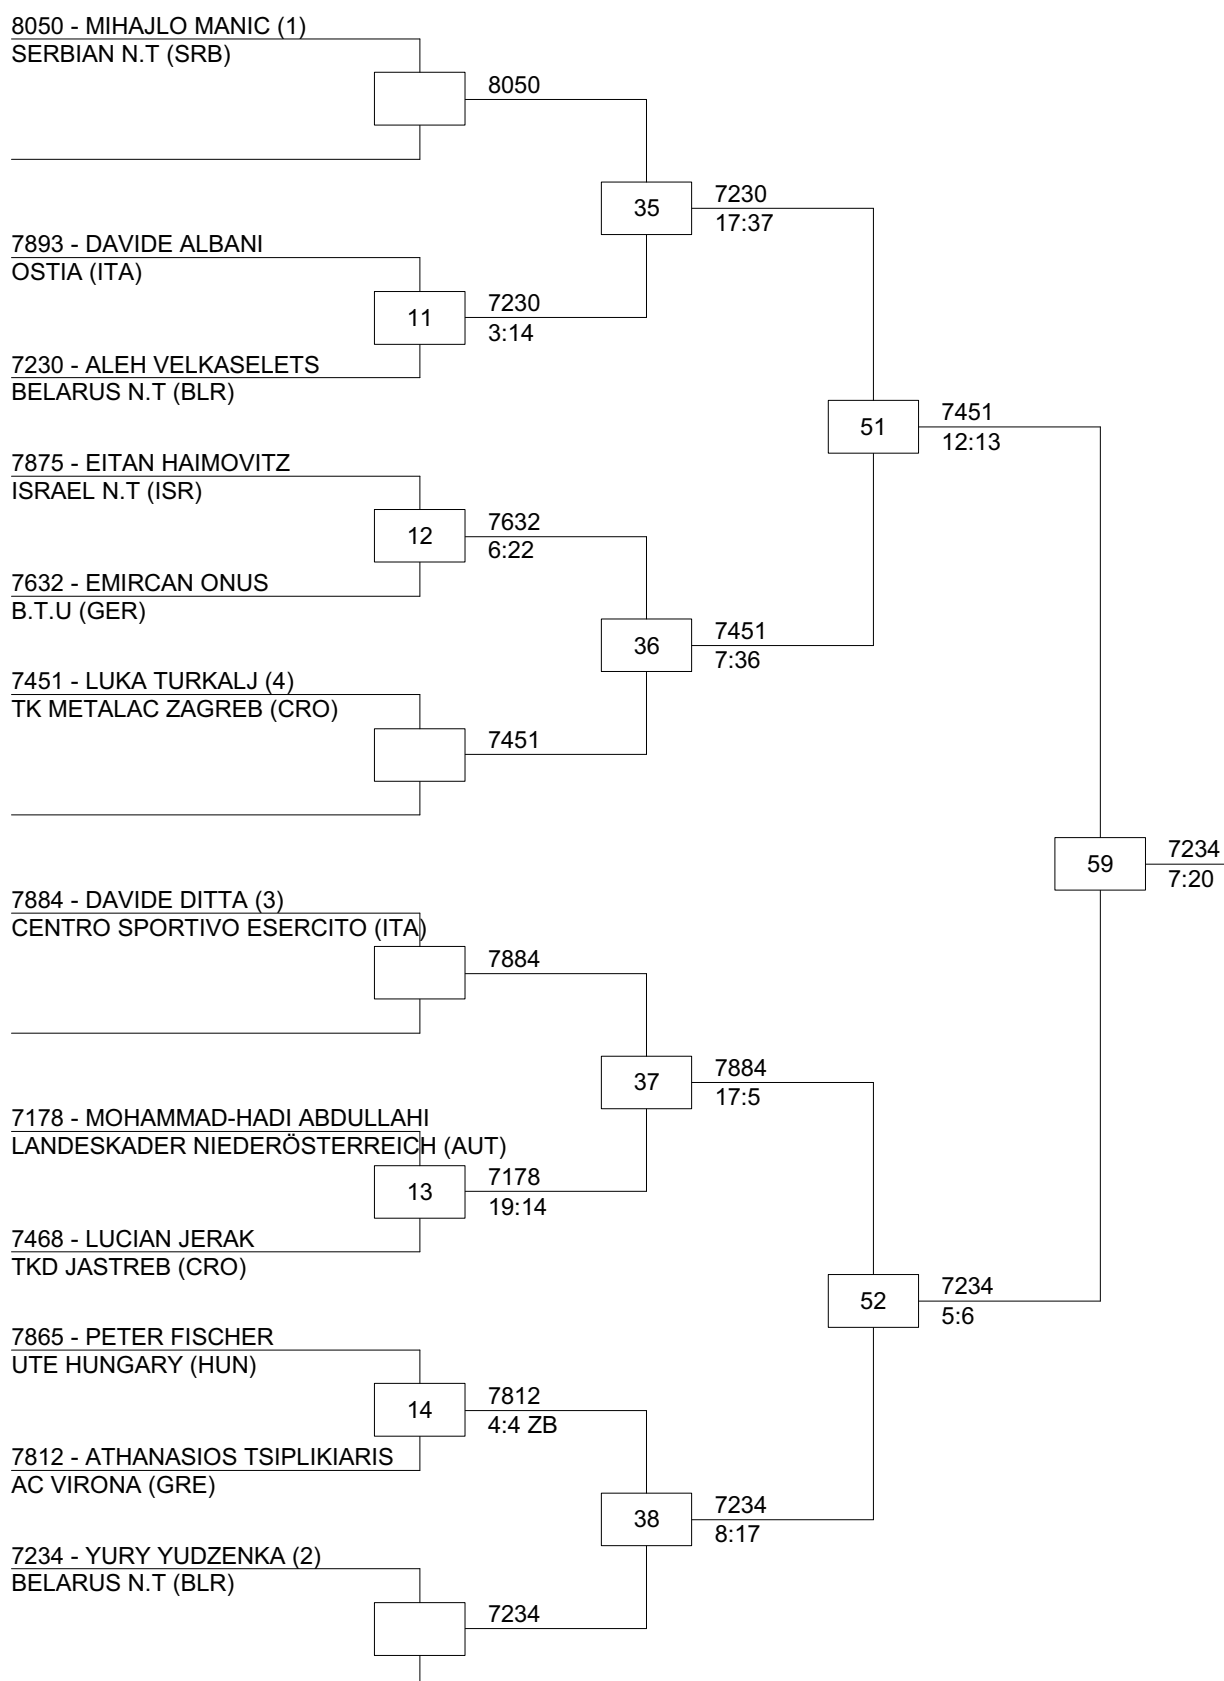 8050 - MIHAJLO MANIC (1)
SERBIAN N.T (SRB)
8050
35
7230
17:37
7893 - DAVIDE ALBANI
OSTIA (ITA)
11
7230
3:14
7230 - ALEH VELKASELETS
BELARUS N.T (BLR)
51
7451
12:13
7875 - EITAN HAIMOVITZ
ISRAEL N.T (ISR)
12
7632
6:22
7632 - EMIRCAN ONUS
B.T.U (GER)
36
7451
7:36
7451 - LUKA TURKALJ (4)
TK METALAC ZAGREB (CRO)
7451
59
7234
7:20
7884 - DAVIDE DITTA (3)
CENTRO SPORTIVO ESERCITO (ITA)
7884
37
7884
17:5
7178 - MOHAMMAD-HADI ABDULLAHI
LANDESKADER NIEDERÖSTERREICH (AUT)
13
7178
19:14
7468 - LUCIAN JERAK
TKD JASTREB (CRO)
52
7234
5:6
7865 - PETER FISCHER
UTE HUNGARY (HUN)
14
7812
4:4 ZB
7812 - ATHANASIOS TSIPLIKIARIS
AC VIRONA (GRE)
38
7234
8:17
7234 - YURY YUDZENKA (2)
BELARUS N.T (BLR)
7234